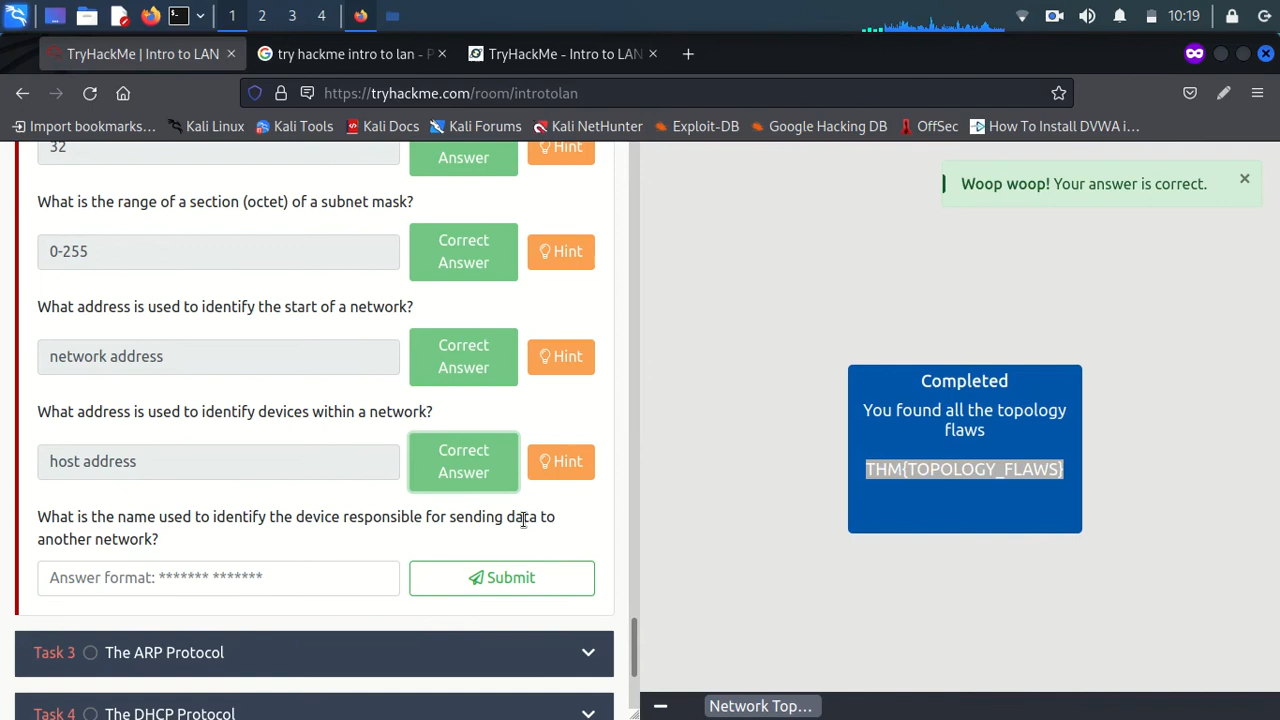 1
2
3
4
10:19
TryHackMe | Intro to LAN ×
try hackme intro to lan - P ×
TryHackMe - Intro to LAN ×
+
https://tryhackme.com/room/introtolan
Import bookmarks...
Kali Linux
Kali Tools
Kali Docs
Kali Forums
Kali NetHunter
Exploit-DB
Google Hacking DB
OffSec
How To Install DVWA i...
32
Answer
Hint
What is the range of a section (octet) of a subnet mask?
0-255
Correct
Answer
Hint
What address is used to identify the start of a network?
network address
Correct
Answer
Hint
What address is used to identify devices within a network?
host address
Correct
Answer
Hint
What is the name used to identify the device responsible for sending data to
another network?
Answer format: ******* *******
Submit
Task 3 The ARP Protocol
Task 4 The DHCP Protocol
Woop woop! Your answer is correct. ×
Completed
You found all the topology
flaws
THM{TOPOLOGY_FLAWS}
Network Top...